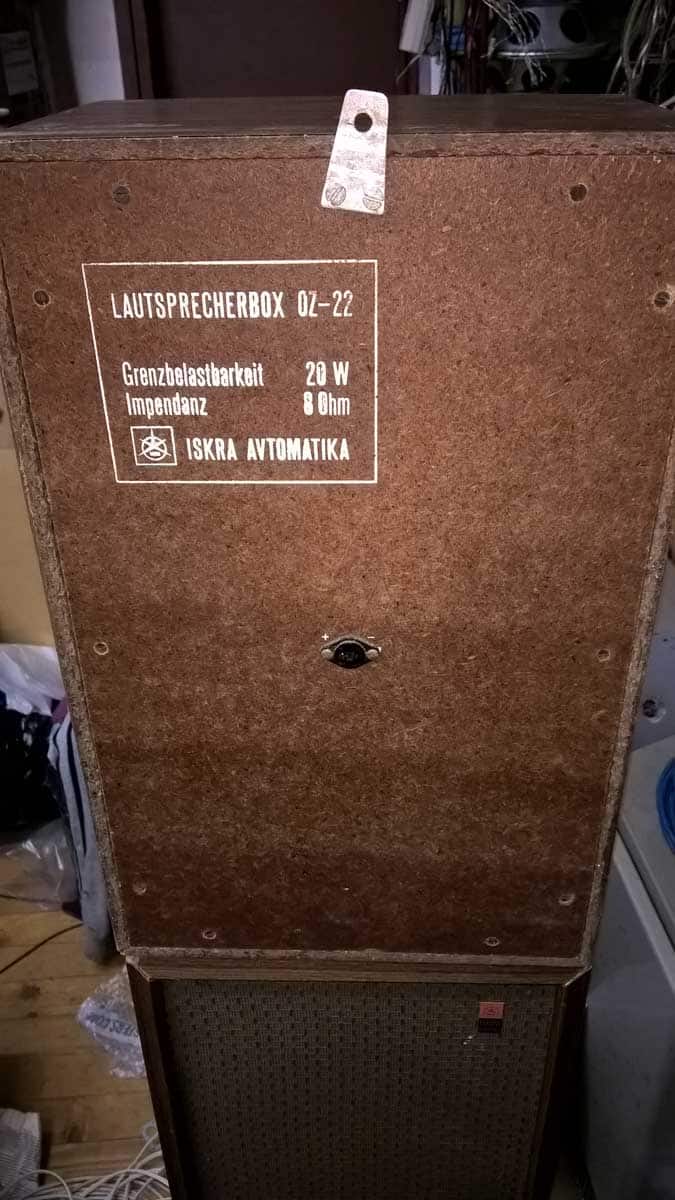 LAUTSPRECHERBOX OZ-22
Grenzbelastbarkeit 20 W
Impendanz 8 Ohm
ISKRA AVTOMATIKA
+ -